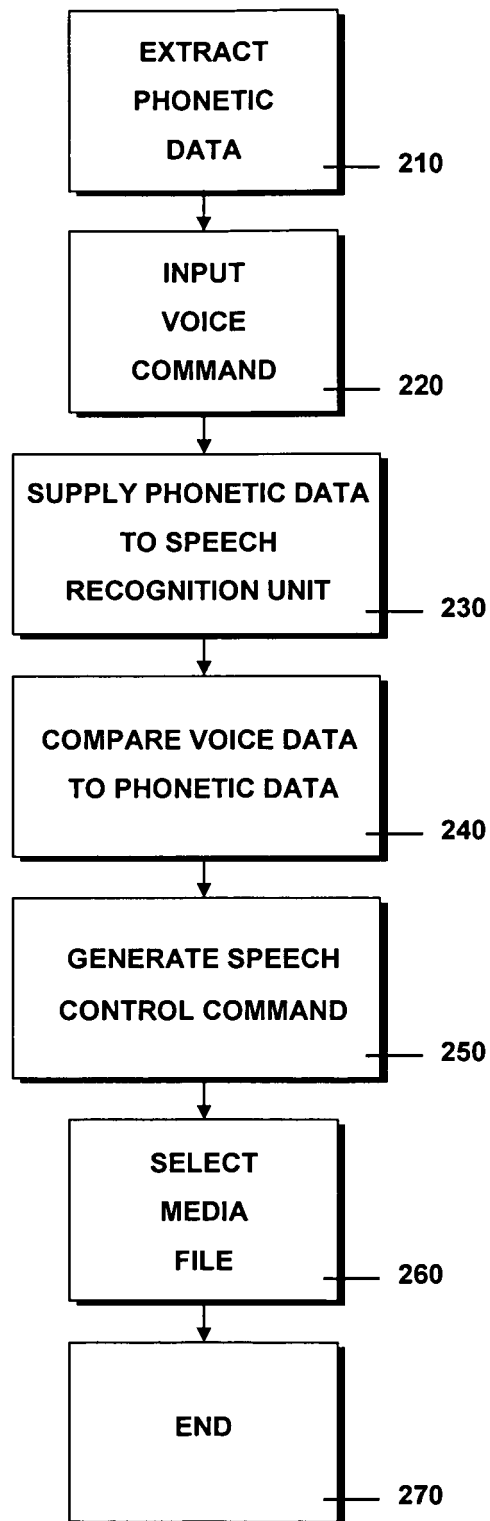 EXTRACT
PHONETIC
DATA
210
INPUT
VOICE
COMMAND
220
SUPPLY PHONETIC DATA
TO SPEECH
RECOGNITION UNIT
230
COMPARE VOICE DATA
TO PHONETIC DATA
240
GENERATE SPEECH
CONTROL COMMAND
250
SELECT
MEDIA
FILE
260
END
270